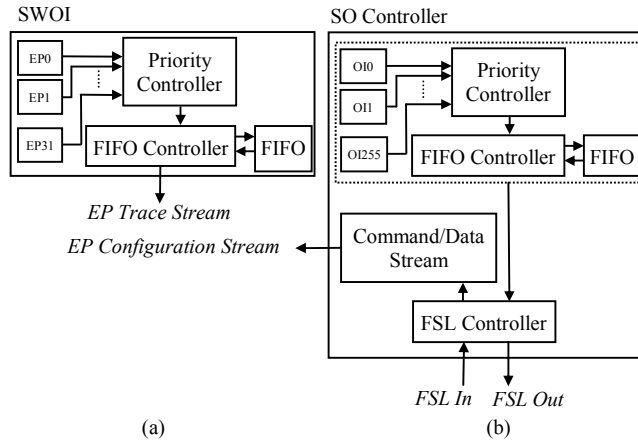 SWOI
EP0
EP1
EP31
Priority
Controller
FIFO Controller
FIFO
EP Trace Stream
EP Configuration Stream
(a)
SO Controller
OI0
OI1
OI255
Priority
Controller
FIFO Controller
FIFO
Command/Data
Stream
FSL Controller
FSL In
FSL Out
(b)